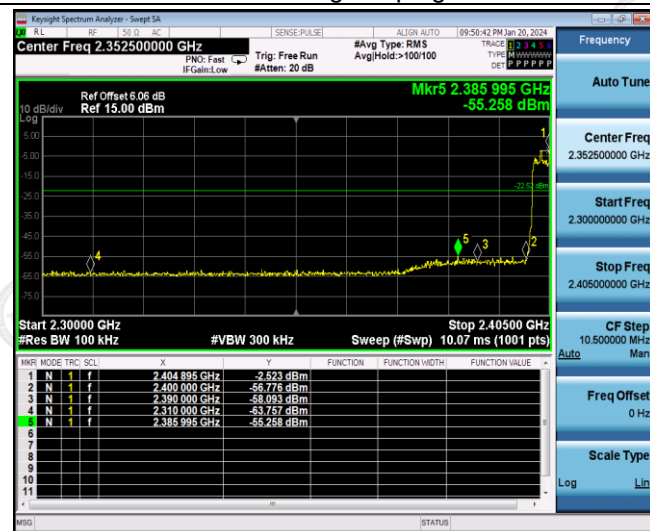 Keysight Spectrum Analyzer - Swept SA
RL RF 50 Ω AC SENSE:PULSE ALIGN AUTO 09:50:42 PM Jan 20, 2024
Center Freq 2.352500000 GHz
PNO: Fast
IFGain:Low
Trig: Free Run
#Atten: 20 dB
#Avg Type: RMS
Avg|Hold:>100/100
TRACE 1 2 3 4 5 6
TYPE M W W W W W
DET P P P P P P
Ref Offset 6.06 dB
Ref 15.00 dBm
10 dB/div
Log
Mkr5 2.385 995 GHz
-55.258 dBm
5.00
-5.00
-15.0
-25.0
-35.0
-45.0
-55.0
-65.0
-75.0
1
-22.52 dBm
5
3
2
4
Start 2.30000 GHz Stop 2.40500 GHz
#Res BW 100 kHz #VBW 300 kHz Sweep (#Swp) 10.07 ms (1001 pts)
MKR MODE TRC SCL X Y FUNCTION FUNCTION WIDTH FUNCTION VALUE
1 N 1 f 2.404 895 GHz -2.523 dBm
2 N 1 f 2.400 000 GHz -56.776 dBm
3 N 1 f 2.390 000 GHz -58.093 dBm
4 N 1 f 2.310 000 GHz -63.757 dBm
5 N 1 f 2.385 995 GHz -55.258 dBm
6
7
8
9
10
11
MSG STATUS
Frequency
Auto Tune
Center Freq
2.352500000 GHz
Start Freq
2.300000000 GHz
Stop Freq
2.405000000 GHz
CF Step
10.500000 MHz
Auto Man
Freq Offset
0 Hz
Scale Type
Log Lin